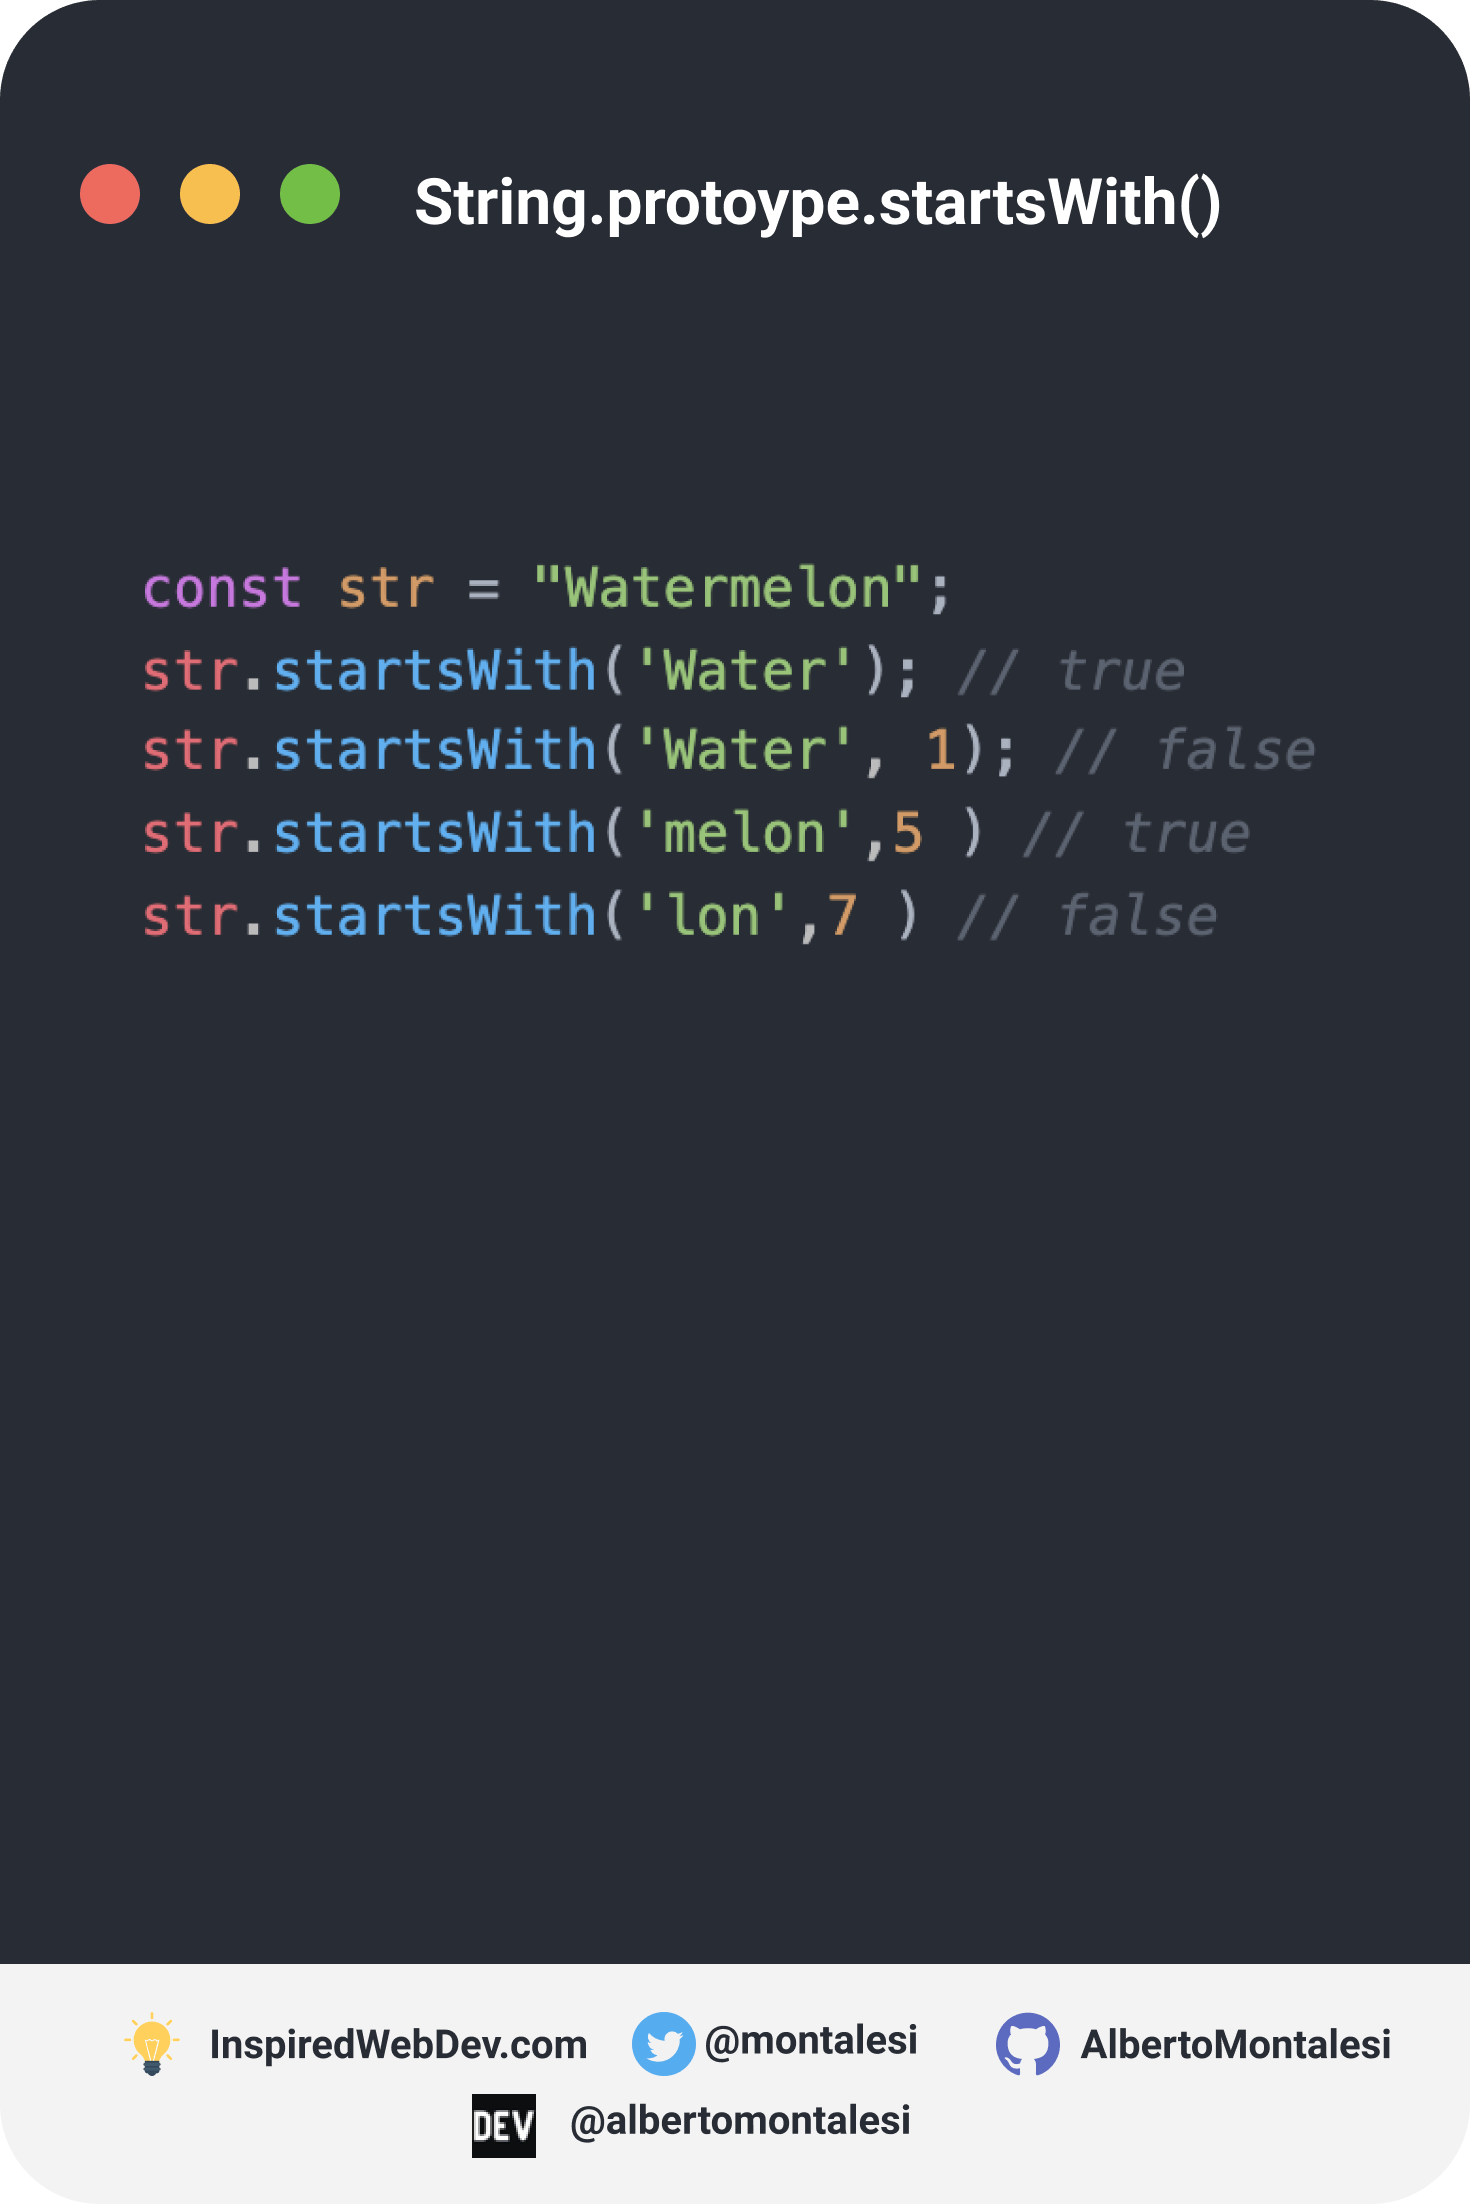 String.protoype.startsWith()
const str = "Watermelon";
str.startsWith('Water'); // true
str.startsWith('Water', 1); // false
str.startsWith('melon',5 ) // true
str.startsWith('lon',7 ) // false
InspiredWebDev.com @montalesi AlbertoMontalesi
DEV @albertomontalesi